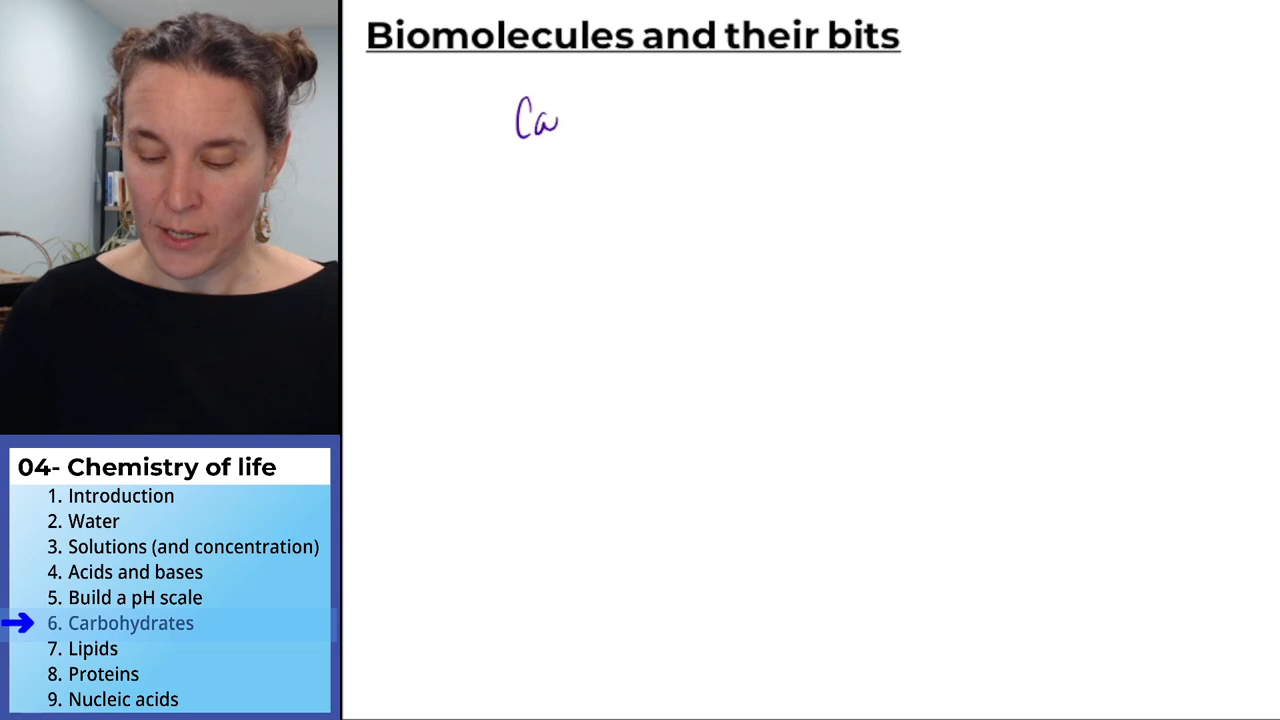 Biomolecules and their bits
Ca
04- Chemistry of life
1. Introduction
2. Water
3. Solutions (and concentration)
4. Acids and bases
5. Build a pH scale
6. Carbohydrates
7. Lipids
8. Proteins
9. Nucleic acids